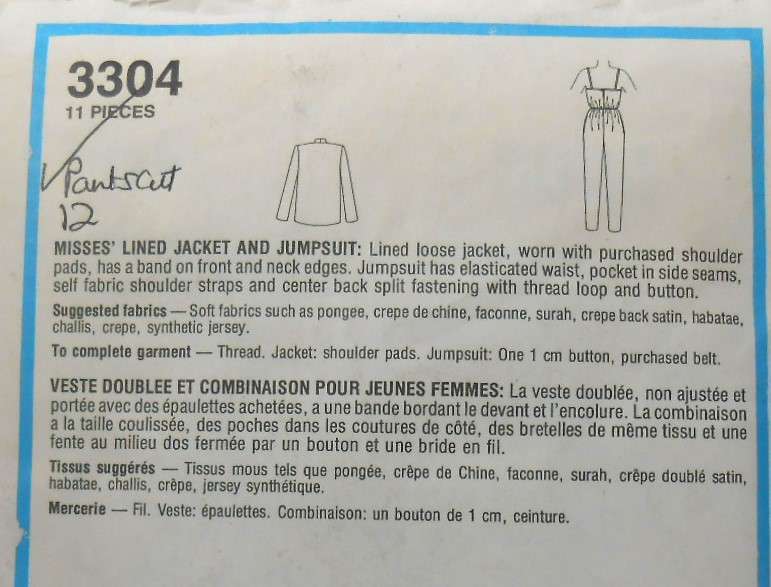 3304
11 PIECES
✓ Pants cut
12
MISSES' LINED JACKET AND JUMPSUIT: Lined loose jacket, worn with purchased shoulder
pads, has a band on front and neck edges. Jumpsuit has elasticated waist, pocket in side seams,
self fabric shoulder straps and center back split fastening with thread loop and button.
Suggested fabrics — Soft fabrics such as pongee, crepe de chine, faconne, surah, crepe back satin, habatae,
challis, crepe, synthetic jersey.
To complete garment — Thread. Jacket: shoulder pads. Jumpsuit: One 1 cm button, purchased belt.
VESTE DOUBLEE ET COMBINAISON POUR JEUNES FEMMES: La veste doublée, non ajustée et
portée avec des épaulettes achetées, a une bande bordant le devant et l'encolure. La combinaison
a la taille coulissée, des poches dans les coutures de côté, des bretelles de même tissu et une
fente au milieu dos fermée par un bouton et une bride en fil.
Tissus suggérés — Tissus mous tels que pongée, crêpe de Chine, faconne, surah, crêpe doublé satin,
habatae, challis, crêpe, jersey synthétique.
Mercerie — Fil. Veste: épaulettes. Combinaison: un bouton de 1 cm, ceinture.